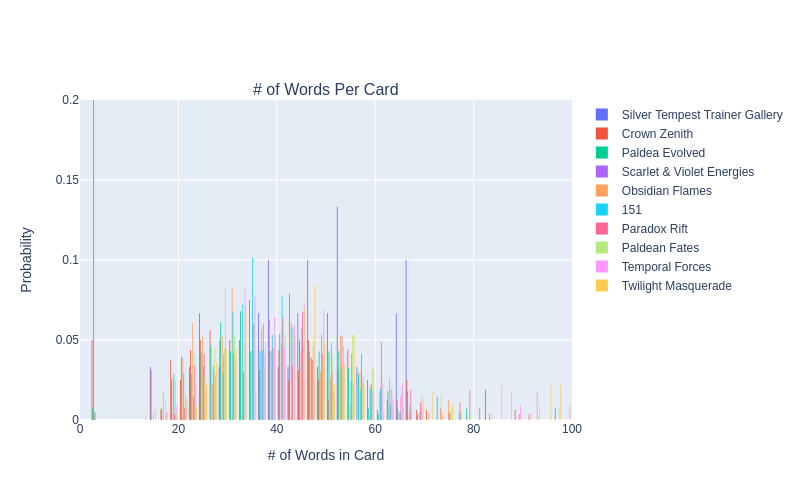 # of Words Per Card
0.2
0.15
0.1
0.05
0
Probability
0
20
40
60
80
100
# of Words in Card
Silver Tempest Trainer Gallery
Crown Zenith
Paldea Evolved
Scarlet & Violet Energies
Obsidian Flames
151
Paradox Rift
Paldean Fates
Temporal Forces
Twilight Masquerade